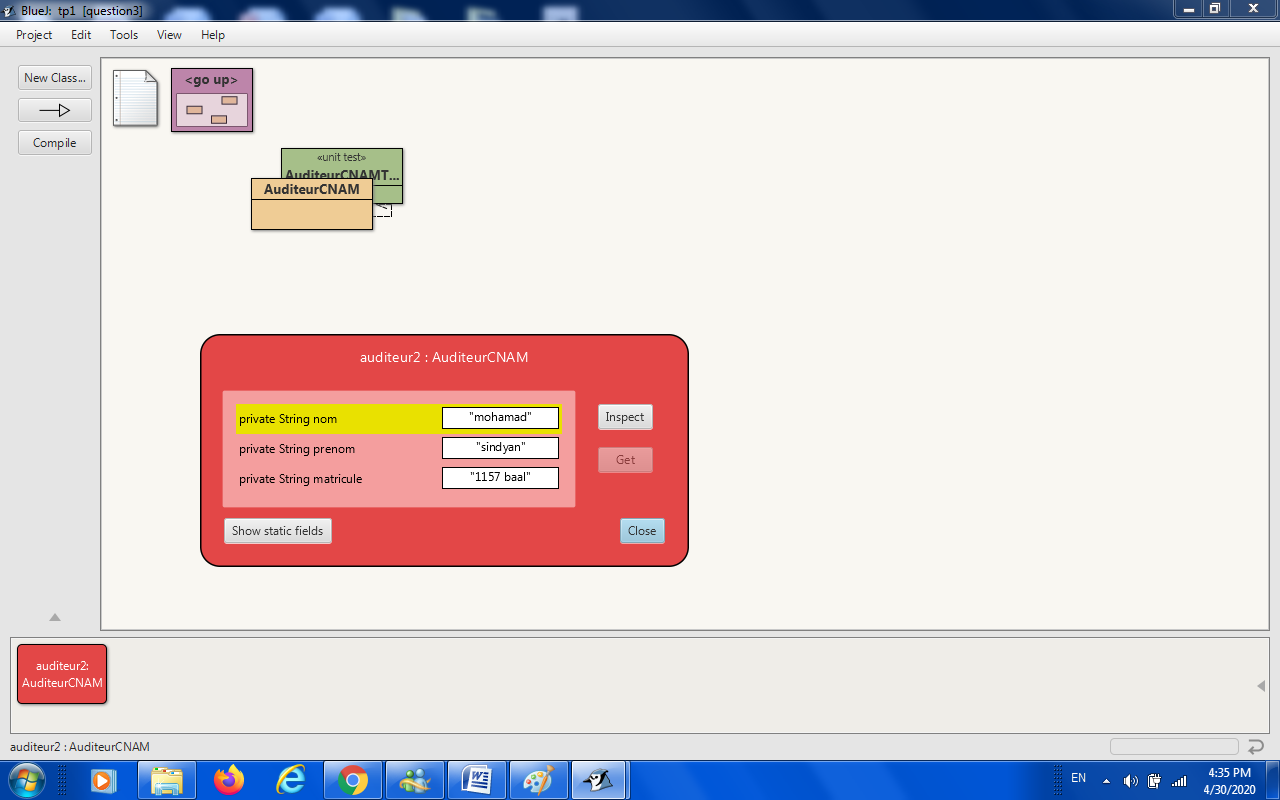 BlueJ: tp1 [question3]
Project Edit Tools View Help
New Class...
Compile
<go up>
«unit test»
AuditeurCNAMT...
AuditeurCNAM
auditeur2 : AuditeurCNAM
private String nom "mohamad"
private String prenom "sindyan"
private String matricule "1157 baal"
Inspect
Get
Show static fields
Close
auditeur2:
AuditeurCNAM
auditeur2 : AuditeurCNAM
EN
4:35 PM
4/30/2020